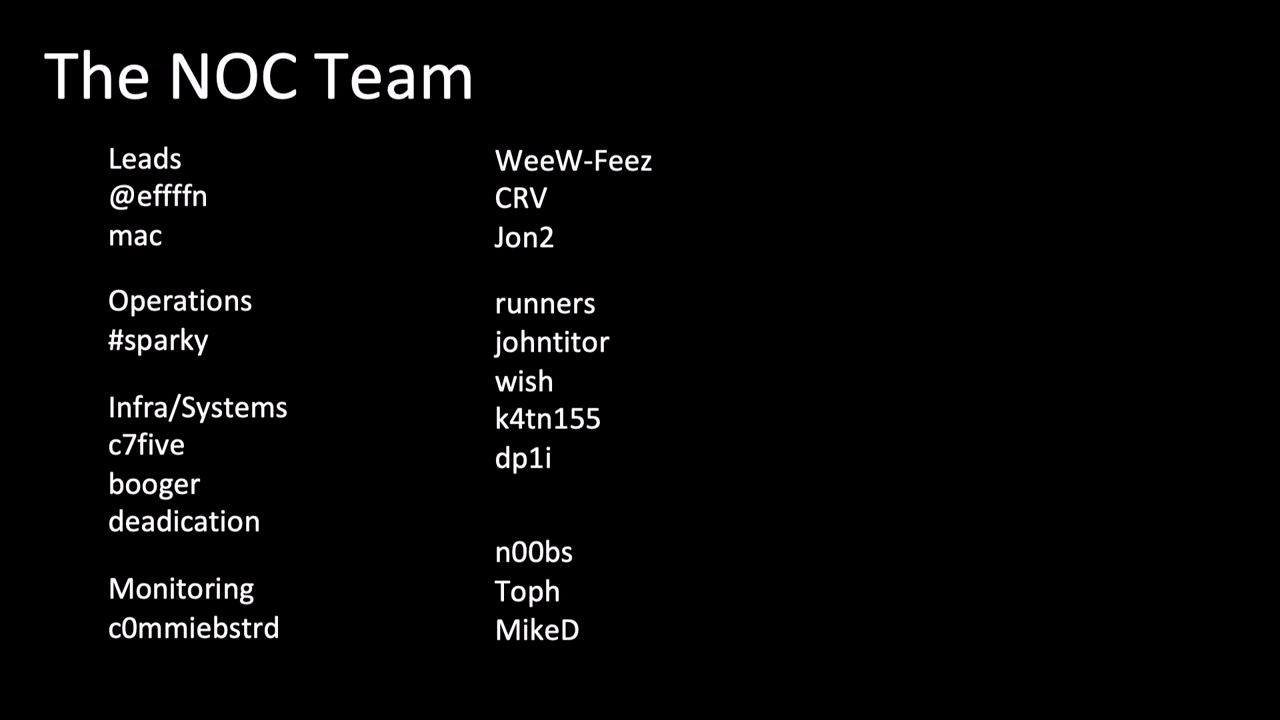 The NOC Team
Leads
@effffn
mac
Operations
#sparky
Infra/Systems
c7five
booger
deadication
Monitoring
c0mmiebstrd
WeeW-Feez
CRV
Jon2
runners
johntitor
wish
k4tn155
dp1i
n00bs
Toph
MikeD